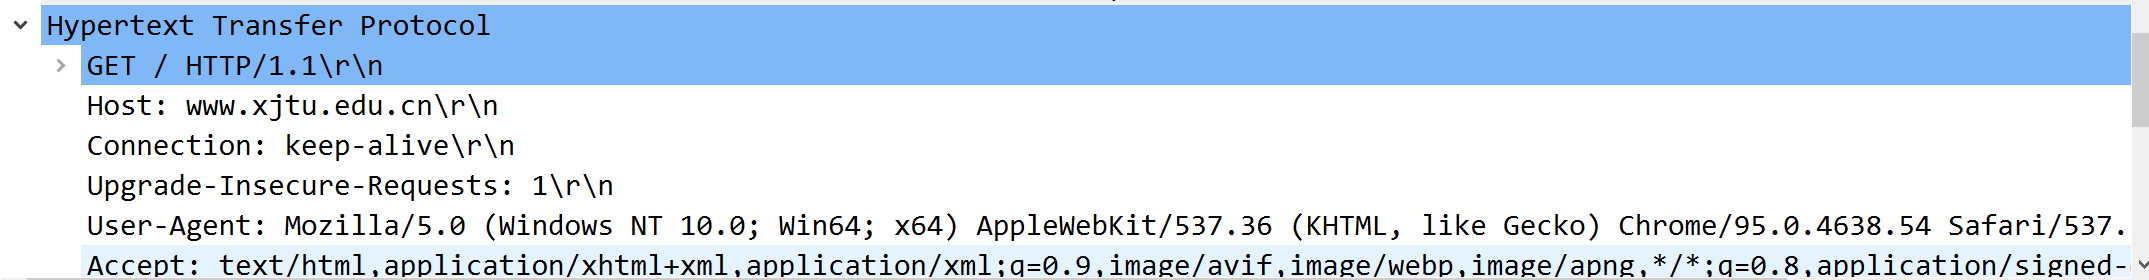 Hypertext Transfer Protocol
GET / HTTP/1.1\r\n
Host: www.xjtu.edu.cn\r\n
Connection: keep-alive\r\n
Upgrade-Insecure-Requests: 1\r\n
User-Agent: Mozilla/5.0 (Windows NT 10.0; Win64; x64) AppleWebKit/537.36 (KHTML, like Gecko) Chrome/95.0.4638.54 Safari/537.
Accept: text/html,application/xhtml+xml,application/xml;q=0.9,image/avif,image/webp,image/apng,*/*;q=0.8,application/signed-